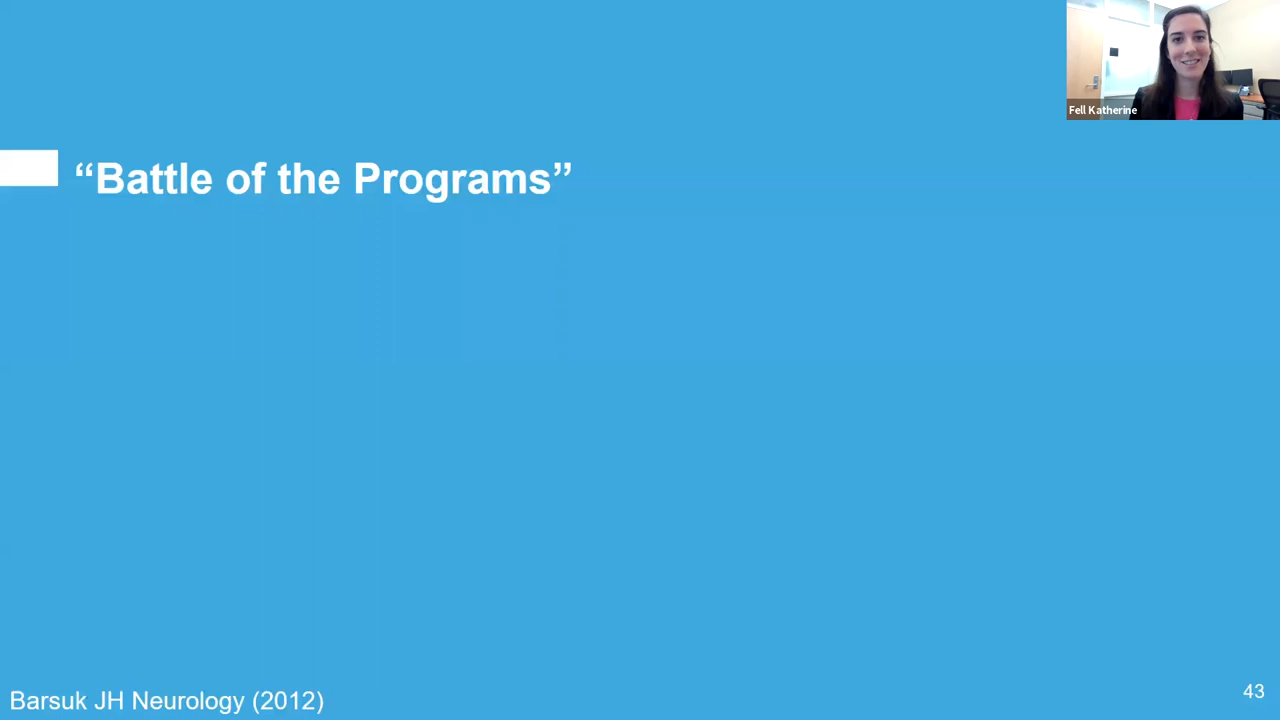 Fell Katherine
“Battle of the Programs”
Barsuk JH Neurology (2012)
43